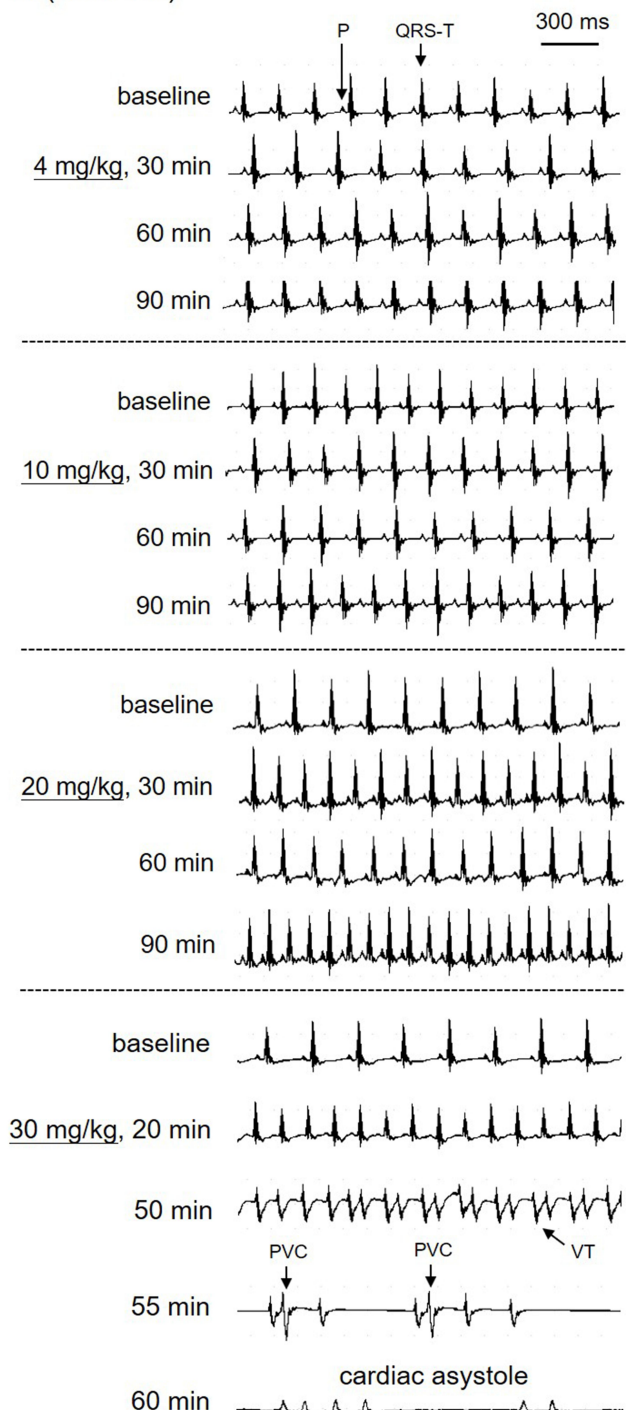 300 ms
P QRS-T
baseline
4 mg/kg, 30 min
60 min
90 min
baseline
10 mg/kg, 30 min
60 min
90 min
baseline
20 mg/kg, 30 min
60 min
90 min
baseline
30 mg/kg, 20 min
50 min
PVC PVC VT
55 min
cardiac asystole
60 min